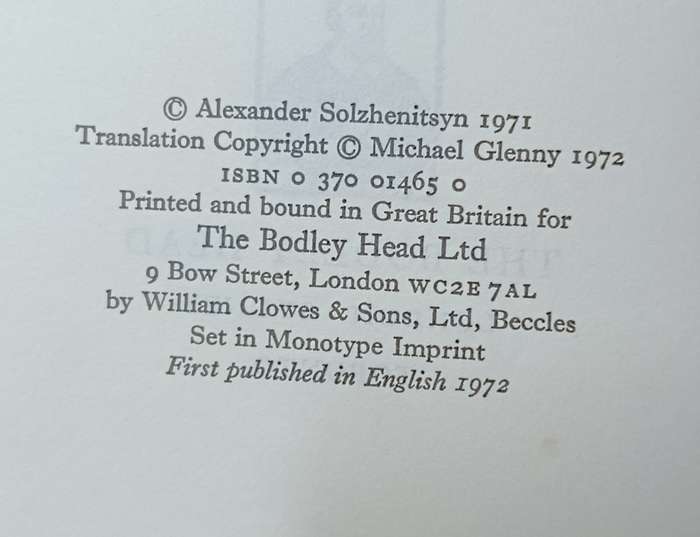 © Alexander Solzhenitsyn 1971
Translation Copyright © Michael Glenny 1972
ISBN 0 370 01465 0
Printed and bound in Great Britain for
The Bodley Head Ltd
9 Bow Street, London WC2E 7AL
by William Clowes & Sons, Ltd, Beccles
Set in Monotype Imprint
First published in English 1972